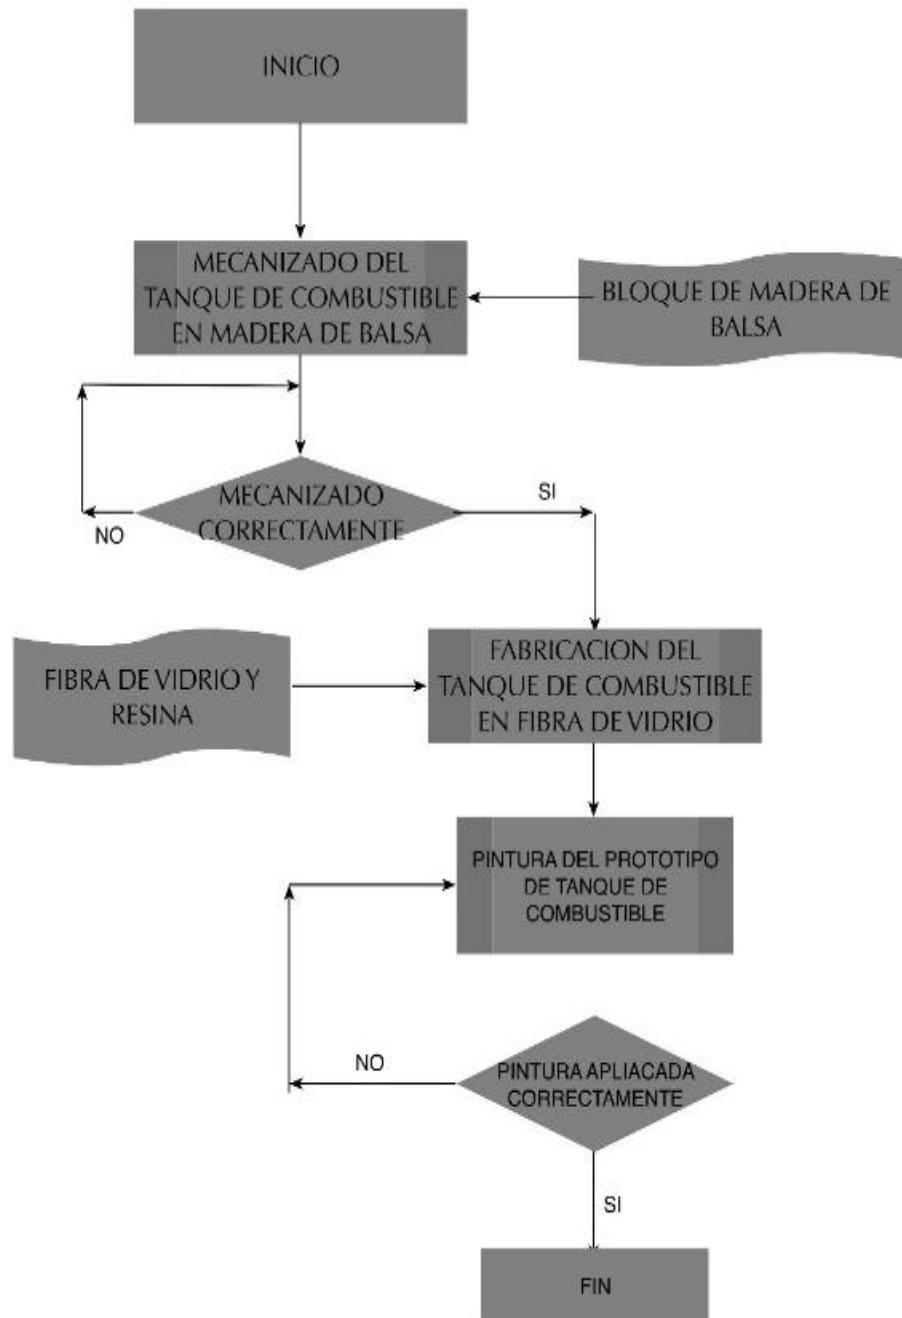 INICIO
MECANIZADO DEL
TANQUE DE COMBUSTIBLE
EN MADERA DE BALSA
BLOQUE DE MADERA DE
BALSA
MECANIZADO
CORRECTAMENTE
SI
NO
FIBRA DE VIDRIO Y
RESINA
FABRICACION DEL
TANQUE DE COMBUSTIBLE
EN FIBRA DE VIDRIO
PINTURA DEL PROTOTIPO
DE TANQUE DE
COMBUSTIBLE
NO
PINTURA APLIACADA
CORRECTAMENTE
SI
FIN